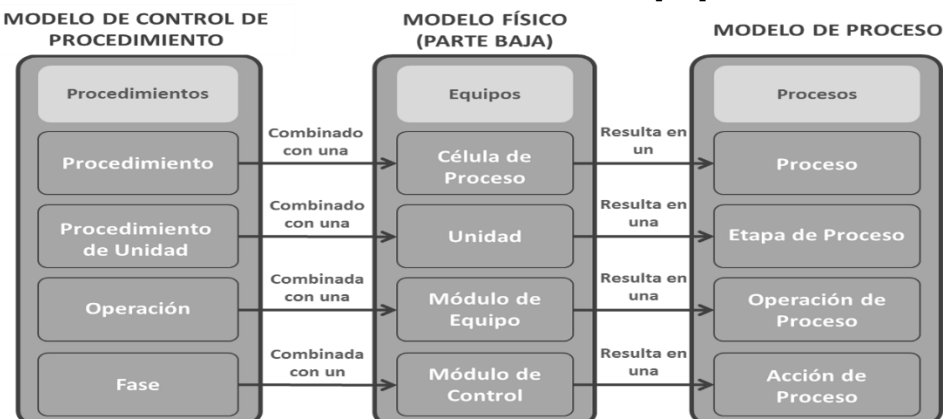 MODELO DE CONTROL DE
PROCEDIMIENTO
MODELO FÍSICO
(PARTE BAJA)
MODELO DE PROCESO
Procedimientos
Equipos
Procesos
Procedimiento
Combinado
con una
Célula de
Proceso
Resulta en
un
Proceso
Procedimiento
de Unidad
Combinado
con una
Unidad
Resulta en
una
Etapa de Proceso
Operación
Combinada
con una
Módulo de
Equipo
Resulta en
una
Operación de
Proceso
Fase
Combinada
con un
Módulo de
Control
Resulta en
una
Acción de
Proceso